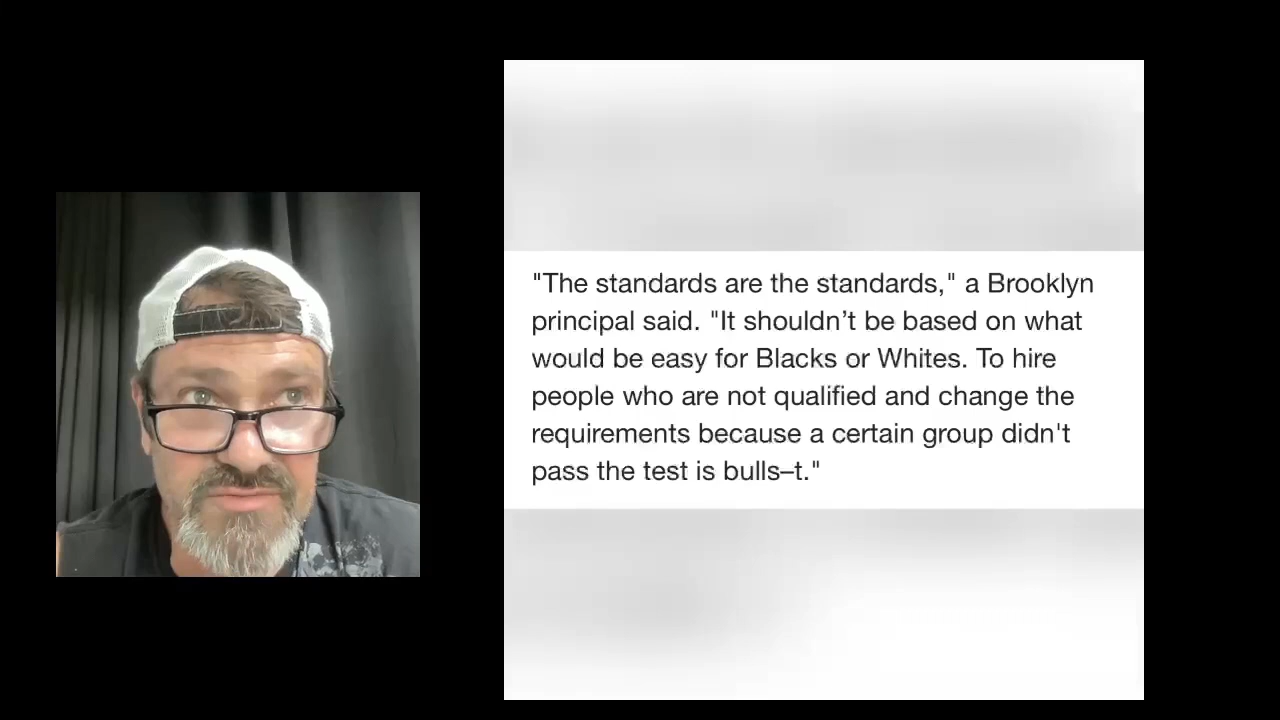 "The standards are the standards," a Brooklyn
principal said. "It shouldn’t be based on what
would be easy for Blacks or Whites. To hire
people who are not qualified and change the
requirements because a certain group didn't
pass the test is bulls–t."